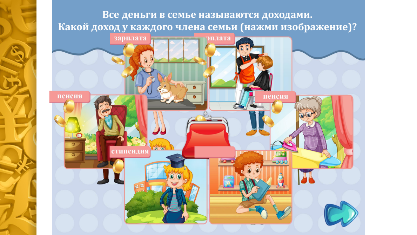 Все деньги в семье называются доходами.
Какой доход у каждого члена семьи (нажми изображение)?
зарплата
зарплата
пенсия
пенсия
стипендия